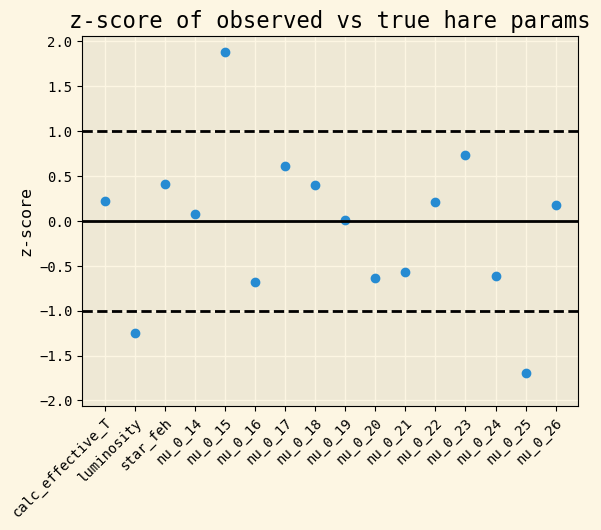 z-score of observed vs true hare params
2.0
1.5
1.0
0.5
0.0
−0.5
−1.0
−1.5
−2.0
z-score
calc_effective_T
luminosity
star_feh
nu_0_14
nu_0_15
nu_0_16
nu_0_17
nu_0_18
nu_0_19
nu_0_20
nu_0_21
nu_0_22
nu_0_23
nu_0_24
nu_0_25
nu_0_26